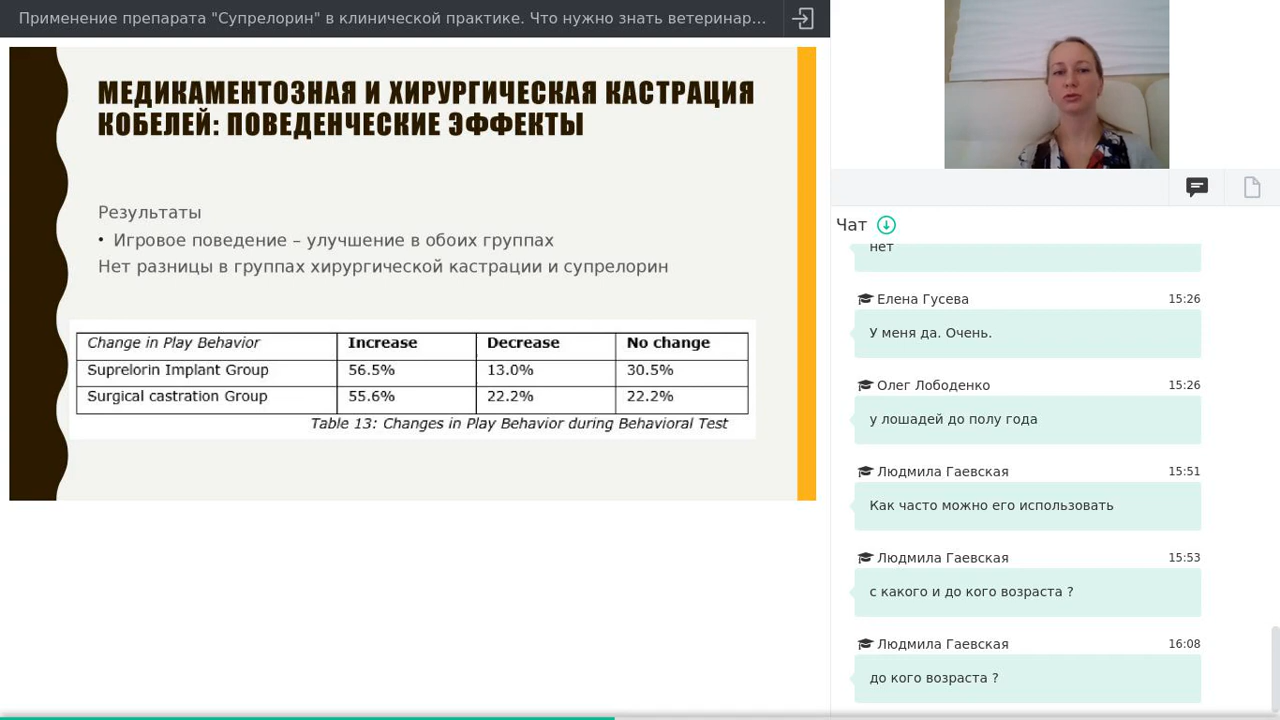 Применение препарата "Супрелорин" в клинической практике. Что нужно знать ветеринар...
МЕДИКАМЕНТОЗНАЯ И ХИРУРГИЧЕСКАЯ КАСТРАЦИЯ
КОБЕЛЕЙ: ПОВЕДЕНЧЕСКИЕ ЭФФЕКТЫ
Результаты
• Игровое поведение – улучшение в обоих группах
Нет разницы в группах хирургической кастрации и супрелорин
Change in Play Behavior Increase Decrease No change
Suprelorin Implant Group 56.5% 13.0% 30.5%
Surgical castration Group 55.6% 22.2% 22.2%
Table 13: Changes in Play Behavior during Behavioral Test
Чат
нет
Елена Гусева 15:26
У меня да. Очень.
Олег Лободенко 15:26
у лошадей до полу года
Людмила Гаевская 15:51
Как часто можно его использовать
Людмила Гаевская 15:53
с какого и до кого возраста ?
Людмила Гаевская 16:08
до кого возраста ?